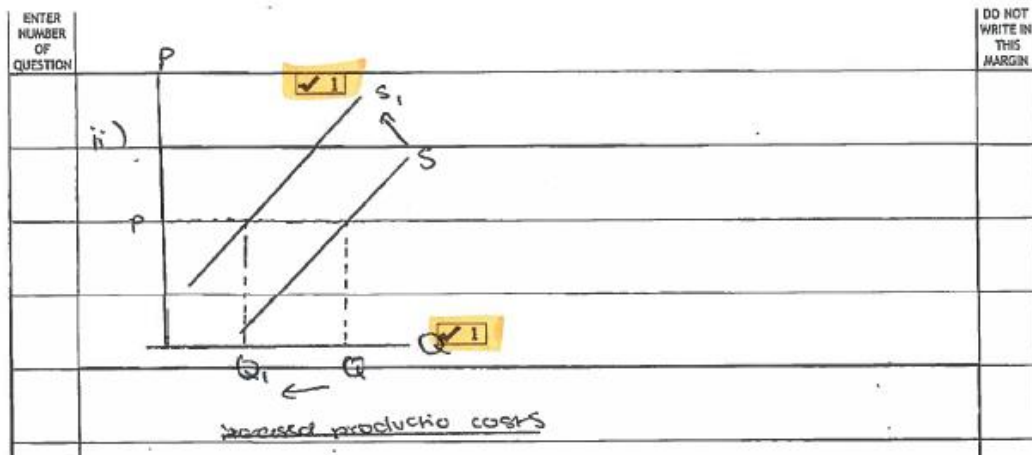 ENTER
NUMBER
OF
QUESTION
DO NOT
WRITE IN
THIS
MARGIN
P
✓ 1
S₁
ii)
S
P
Q ✓ 1
Q₁ ← Q
productio costs